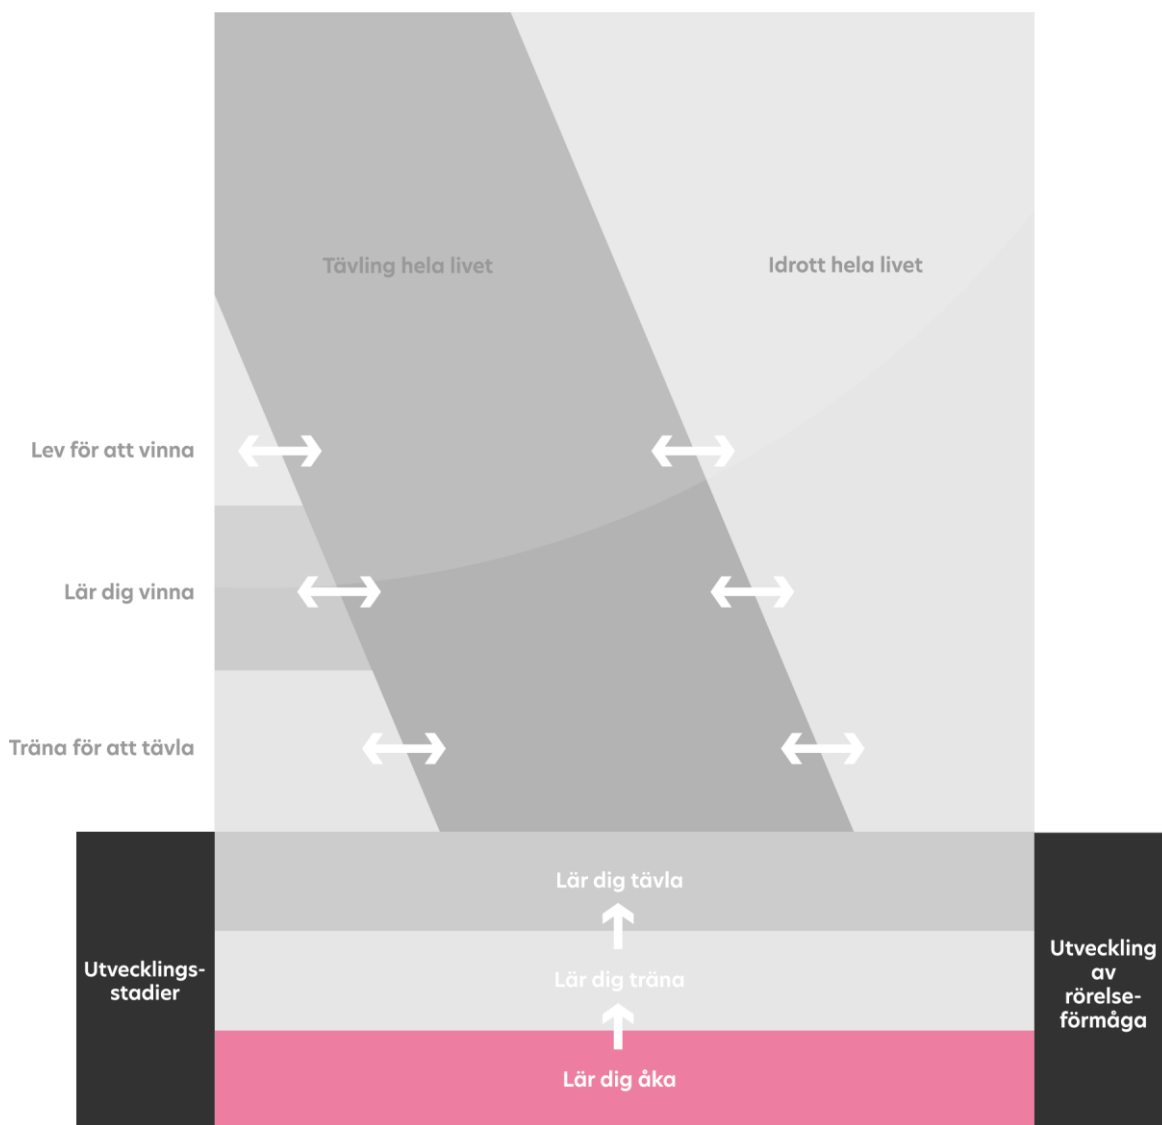 Tävling hela livet
Idrott hela livet
Lev för att vinna
Lär dig vinna
Träna för att tävla
Lär dig tävla
Utvecklings-
stadier
Lär dig träna
Utveckling
av
rörelse-
förmåga
Lär dig åka